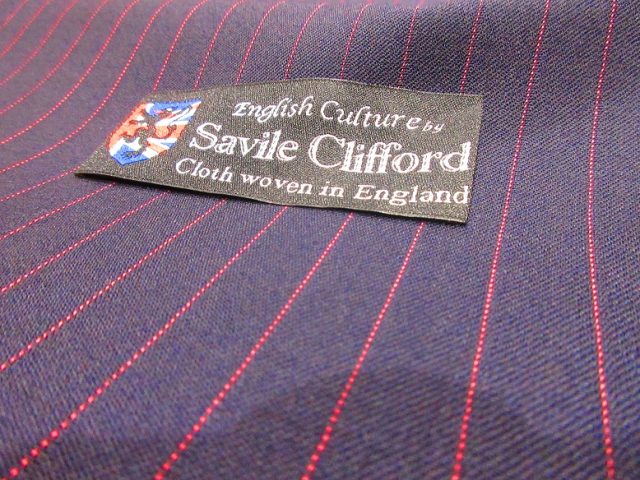 English Culture by
Savile Clifford
Cloth woven in England